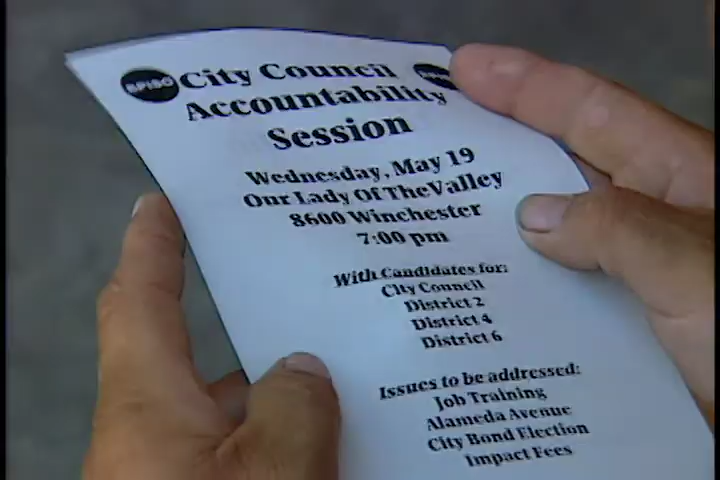 EPISO City Council
Accountability
Session
Wednesday, May 19
Our Lady Of TheValley
8600 Winchester
7:00 pm
With Candidates for:
City Council
District 2
District 4
District 6
Issues to be addressed:
Job Training
Alameda Avenue
City Bond Election
Impact Fees